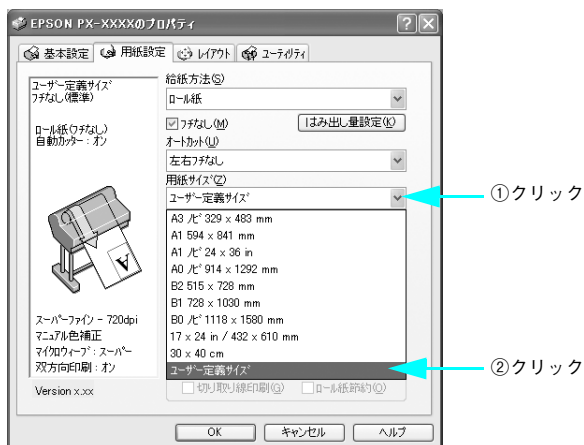 EPSON PX-XXXXのプロパティ
基本設定 用紙設定 レイアウト ユーティリティ
ユーザー定義サイズ
フチなし(標準)
ロール紙(フチなし)
自動カッター：オン
スーパーファイン - 720dpi
マニュアル色補正
マイクロウィーブ：スーパー
双方向印刷：オン
Version x.xx
給紙方法(S)
ロール紙
フチなし(M) はみ出し量設定(K)
オートカット(U)
左右フチなし
用紙サイズ(Z)
ユーザー定義サイズ
①クリック
A3 ノビ 329 x 483 mm
A1 594 x 841 mm
A1 ノビ 24 x 36 in
A0 ノビ 914 x 1292 mm
B2 515 x 728 mm
B1 728 x 1030 mm
B0 ノビ 1118 x 1580 mm
17 x 24 in / 432 x 610 mm
30 x 40 cm
ユーザー定義サイズ
②クリック
切り取り線印刷(G) ロール紙節約(O)
OK キャンセル ヘルプ